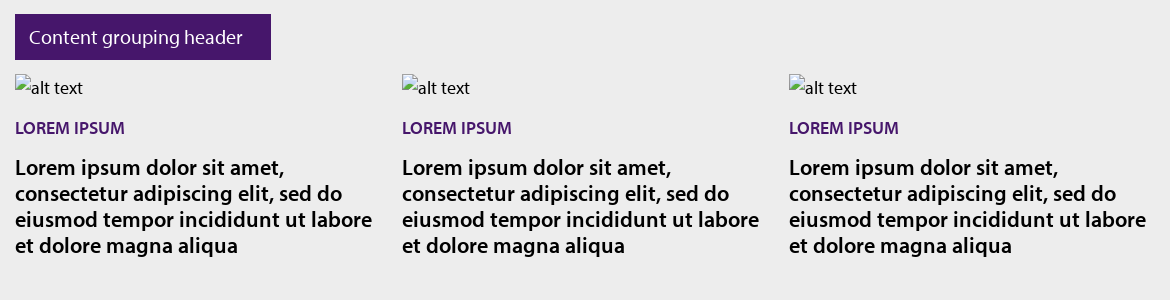 Content grouping header
alt text
LOREM IPSUM
Lorem ipsum dolor sit amet,
consectetur adipiscing elit, sed do
eiusmod tempor incididunt ut labore
et dolore magna aliqua
alt text
LOREM IPSUM
Lorem ipsum dolor sit amet,
consectetur adipiscing elit, sed do
eiusmod tempor incididunt ut labore
et dolore magna aliqua
alt text
LOREM IPSUM
Lorem ipsum dolor sit amet,
consectetur adipiscing elit, sed do
eiusmod tempor incididunt ut labore
et dolore magna aliqua